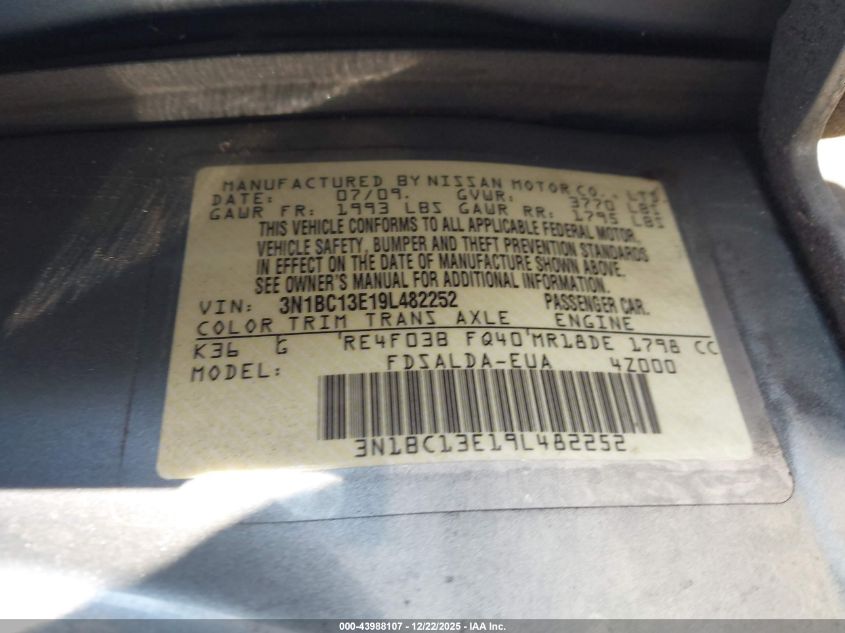 MANUFACTURED BY NISSAN MOTOR CO., LTD
DATE: 07/09. GVWR: 3770 LBS
GAWR FR: 1993 LBS GAWR RR: 1795 LBS
THIS VEHICLE CONFORMS TO ALL APPLICABLE FEDERAL MOTOR
VEHICLE SAFETY, BUMPER AND THEFT PREVENTION STANDARDS
IN EFFECT ON THE DATE OF MANUFACTURE SHOWN ABOVE.
SEE OWNER'S MANUAL FOR ADDITIONAL INFORMATION.
VIN: 3N1BC13E19L482252 PASSENGER CAR.
COLOR TRIM TRANS AXLE ENGINE
K36 G RE4F03B FQ40 MR18DE 1798 CC
MODEL: FDSALDA-EUA 4Z000
3N1BC13E19L482252
000-43988107 | 12/22/2025 | IAA, Inc.